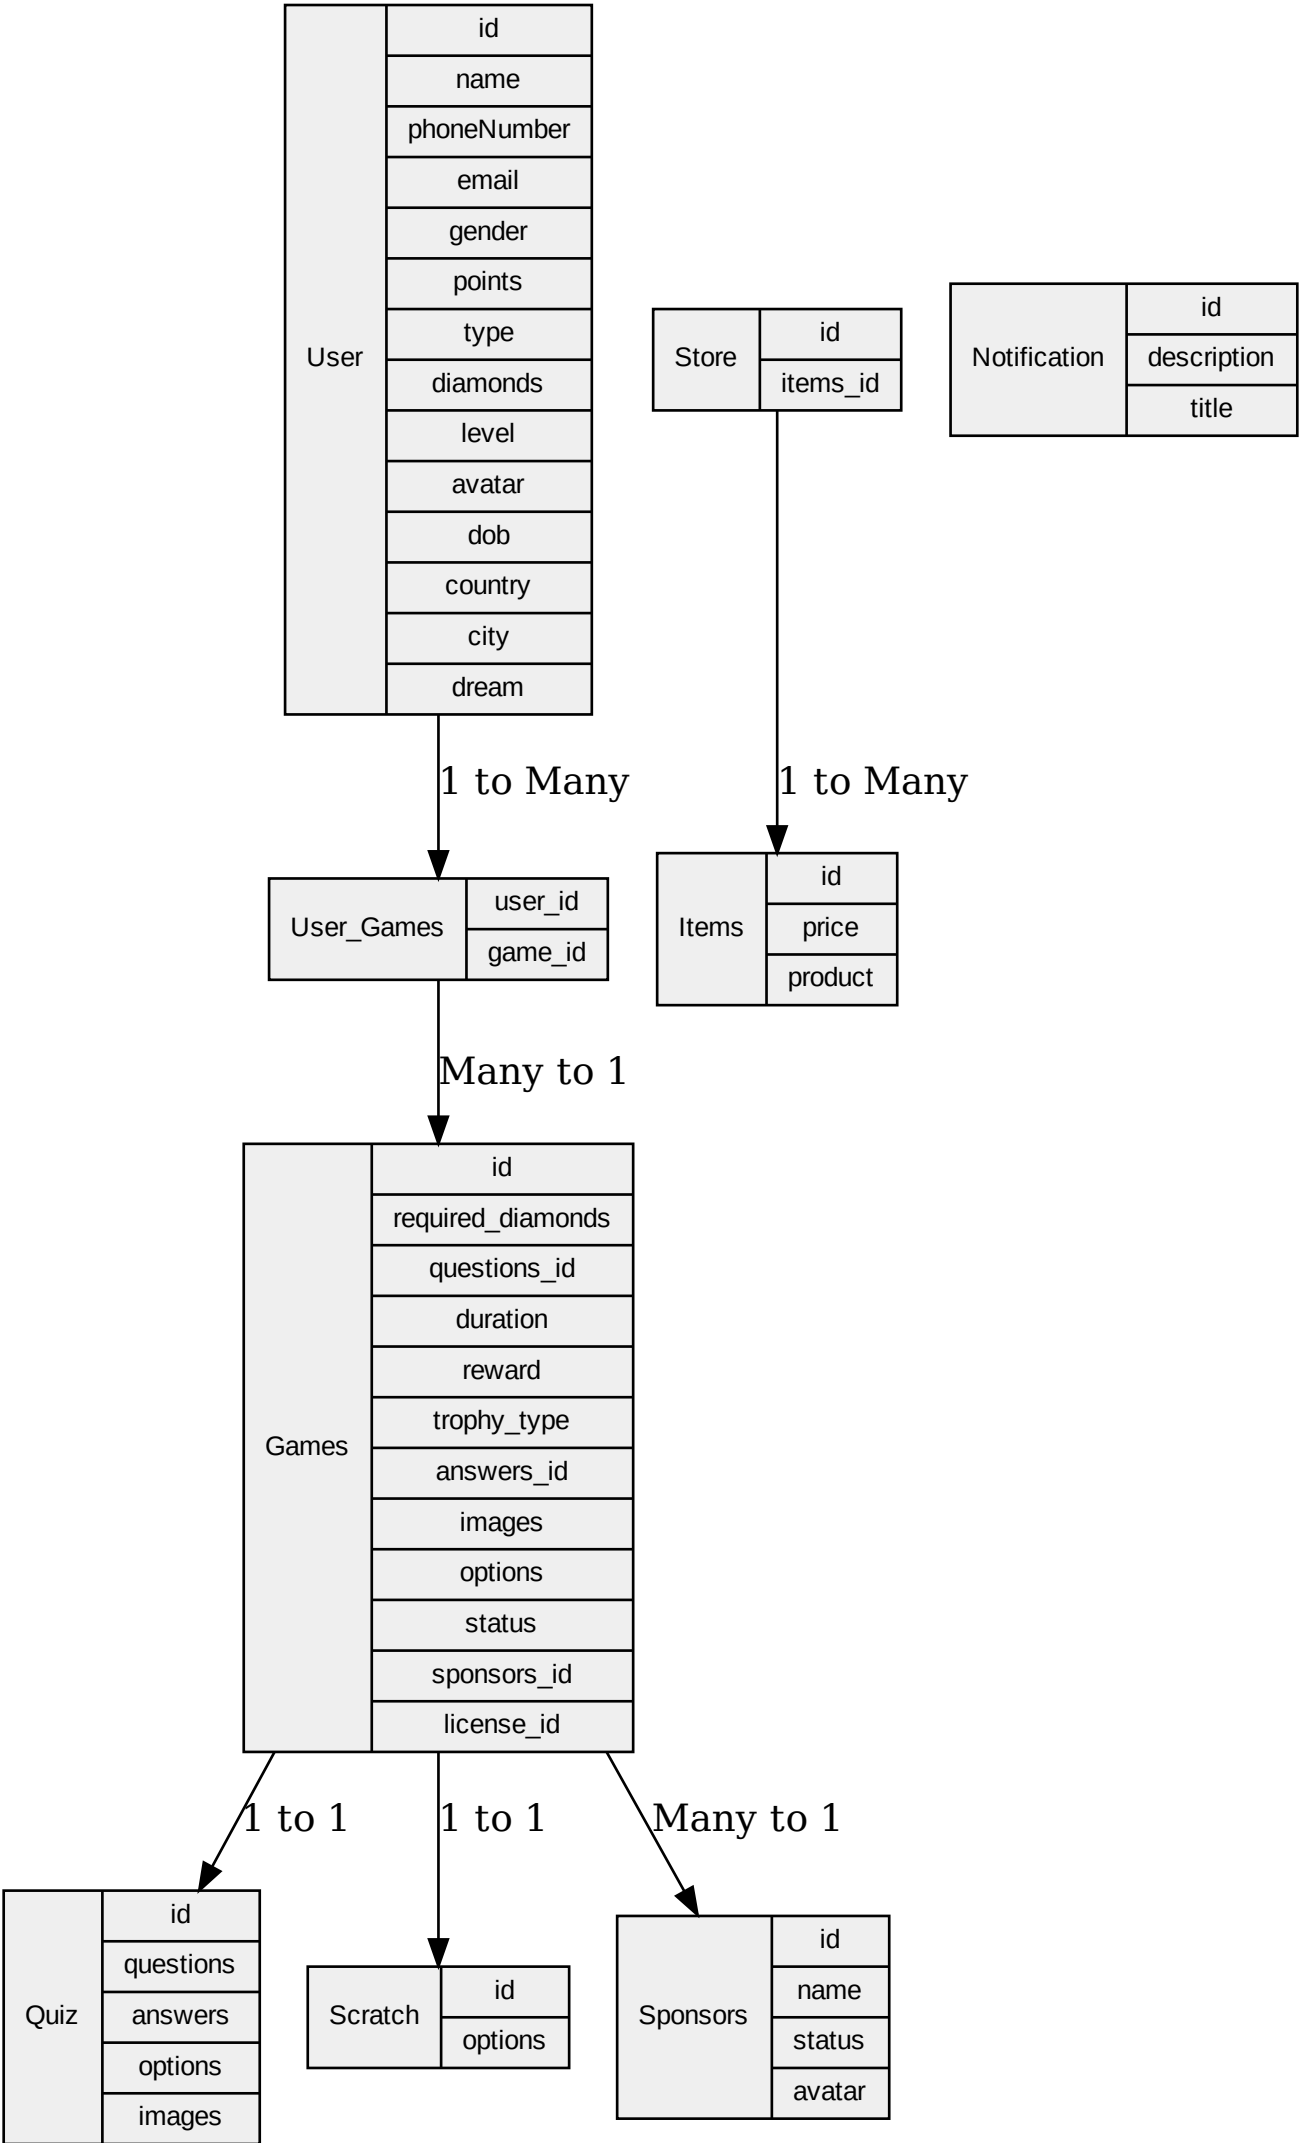 User
id
name
phoneNumber
email
gender
points
type
diamonds
level
avatar
dob
country
city
dream
Store
id
items_id
Notification
id
description
title
1 to Many
1 to Many
User_Games
user_id
game_id
Items
id
price
product
Many to 1
Games
id
required_diamonds
questions_id
duration
reward
trophy_type
answers_id
images
options
status
sponsors_id
license_id
1 to 1
1 to 1
Many to 1
Quiz
id
questions
answers
options
images
Scratch
id
options
Sponsors
id
name
status
avatar